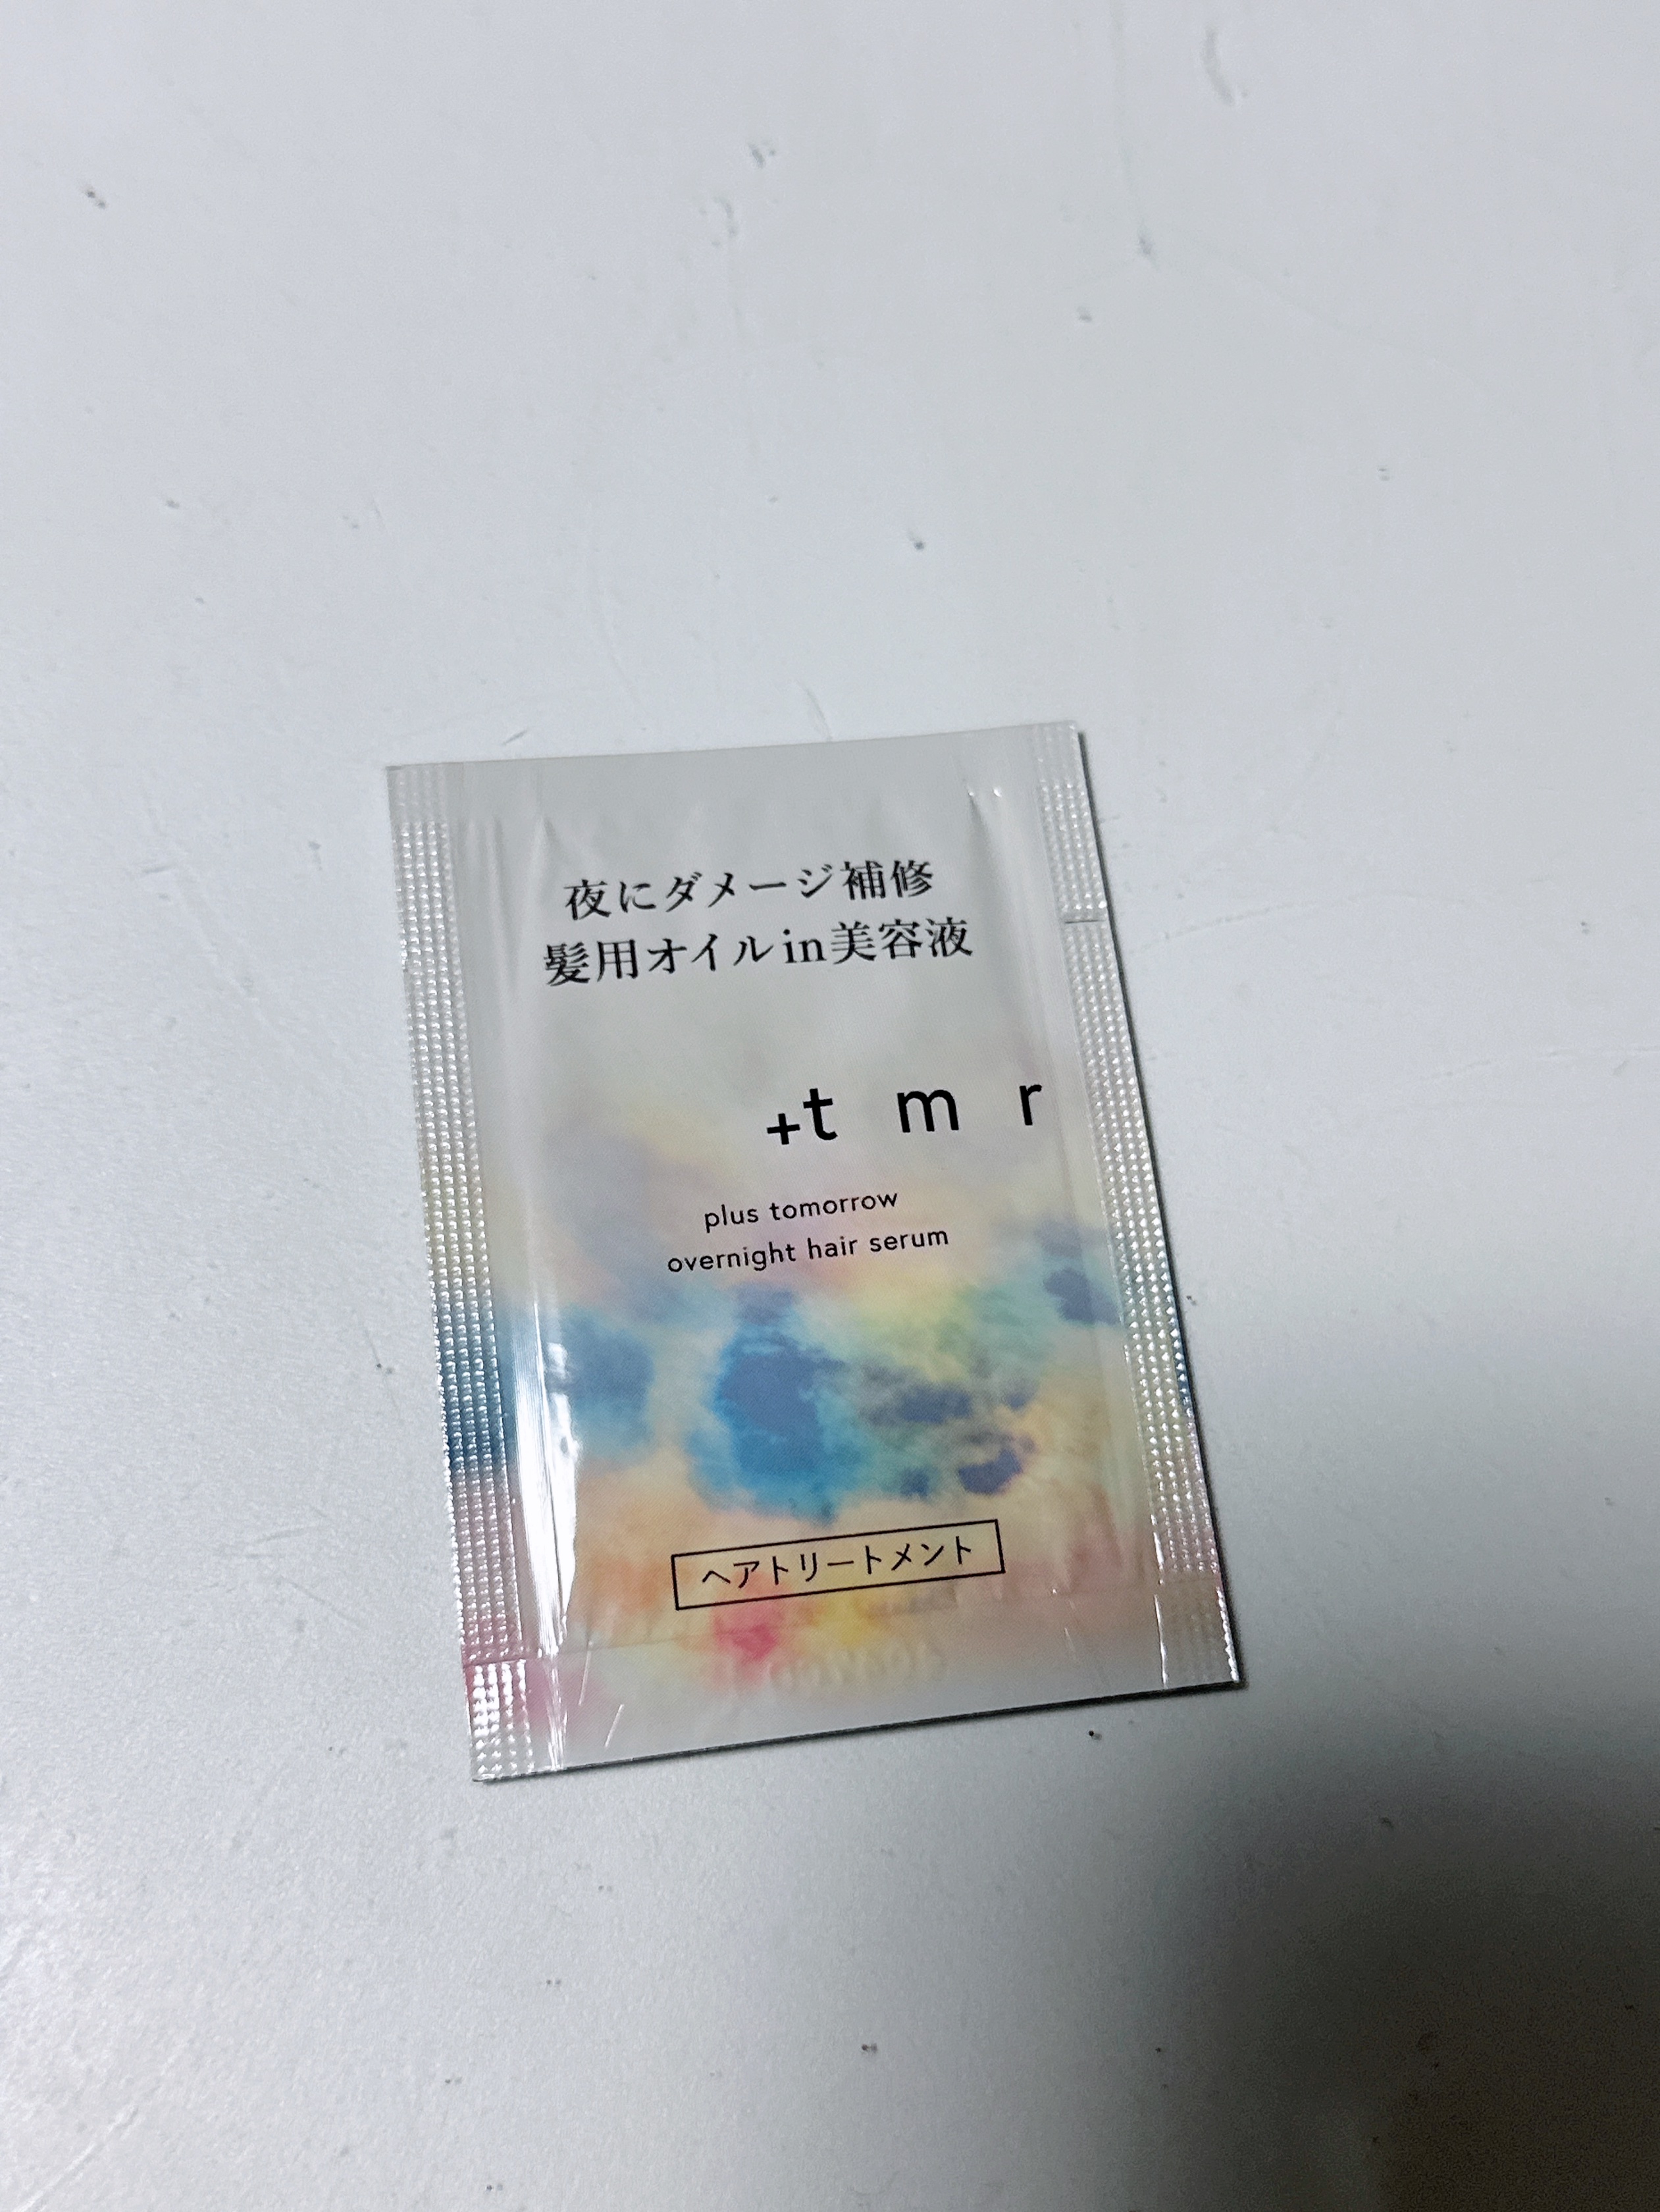 夜にダメージ補修
髪用オイルin美容液
+t m r
plus tomorrow
overnight hair serum
ヘアトリートメント